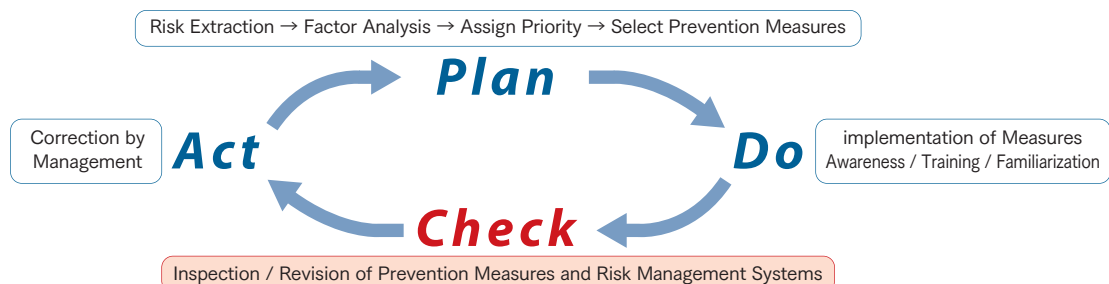 Risk Extraction → Factor Analysis → Assign Priority → Select Prevention Measures
Plan
Correction by
Management
Act
Do
implementation of Measures
Awareness / Training / Familiarization
Check
Inspection / Revision of Prevention Measures and Risk Management Systems